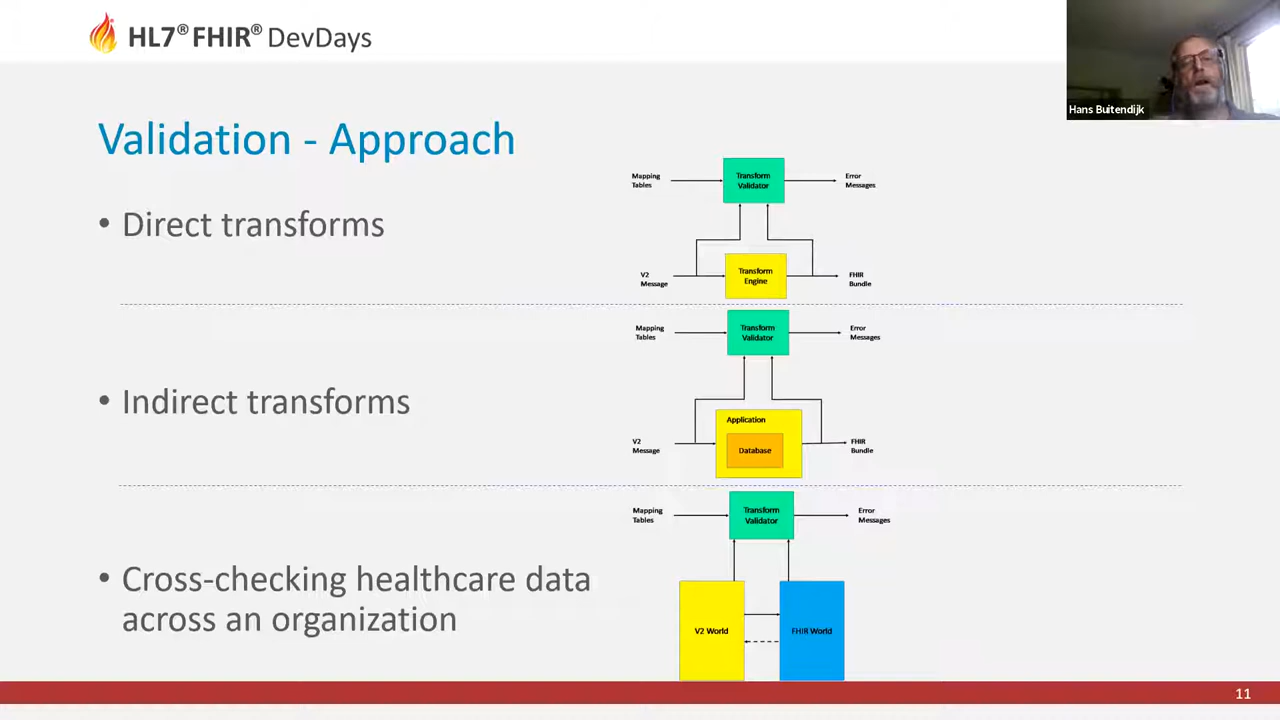 HL7® FHIR® DevDays
Hans Buitendijk
Validation - Approach
• Direct transforms
Mapping
Tables
Transform
Validator
Error
Messages
V2
Message
Transform
Engine
FHIR
Bundle
• Indirect transforms
Mapping
Tables
Transform
Validator
Error
Messages
Application
V2
Message
Database
FHIR
Bundle
• Cross-checking healthcare data
across an organization
Mapping
Tables
Transform
Validator
Error
Messages
V2 World
FHIR World
11